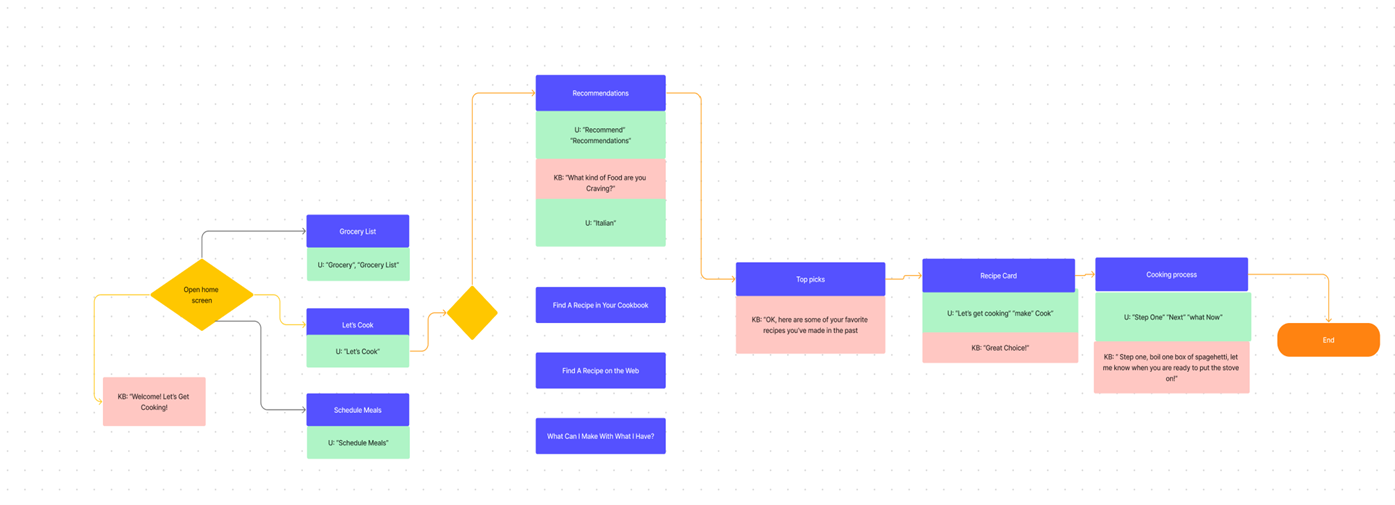 Recommendations
U: "Recommend"
"Recommendations"
KB: "What kind of Food are you
Craving?"
U: "Italian"
Grocery List
U: "Grocery", "Grocery List"
Open home
screen
Let's Cook
U: "Let's Cook"
KB: "Welcome! Let's Get
Cooking!
Schedule Meals
U: "Schedule Meals"
Find A Recipe in Your Cookbook
Find A Recipe on the Web
What Can I Make With What I Have?
Top picks
KB: "OK, here are some of your favorite
recipes you've made in the past
Recipe Card
U: "Let's get cooking" "make" Cook"
KB: "Great Choice!"
Cooking process
U: "Step One" "Next" "what Now"
KB: " Step one, boil one box of spagehetti, let
me know when you are ready to put the stove
on!"
End